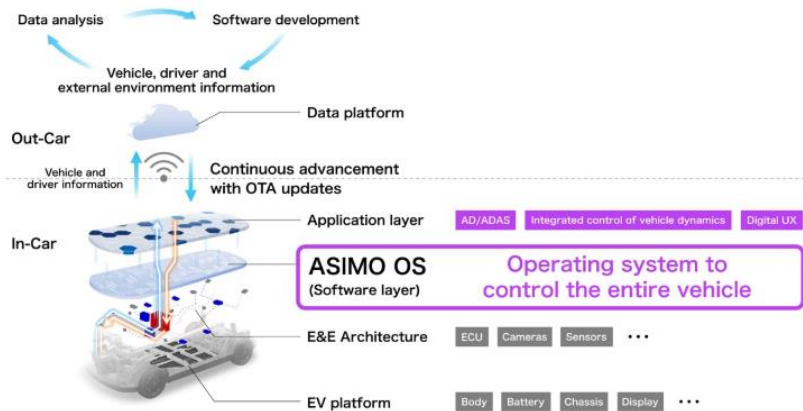 Data analysis
Software development
Vehicle, driver and
external environment information
Data platform
Out-Car
Vehicle and
driver information
Continuous advancement
with OTA updates
Application layer
AD/ADAS
Integrated control of vehicle dynamics
Digital UX
In-Car
ASIMO OS
(Software layer)
Operating system to
control the entire vehicle
E&E Architecture
ECU
Cameras
Sensors
•••
EV platform
Body
Battery
Chassis
Display
•••